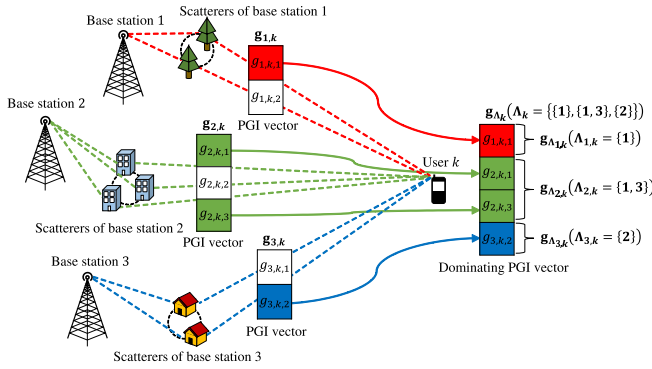 Scatterers of base station 1
Base station 1
g1,k
g1,k,1
g1,k,2
PGI vector
Base station 2
g2,k
g2,k,1
g2,k,2
g2,k,3
PGI vector
Scatterers of base station 2
User k
gΛk(Λk = {{1}, {1, 3}, {2}})
g1,k,1
gΛ1,k(Λ1,k = {1})
g2,k,1
g2,k,3
gΛ2,k(Λ2,k = {1, 3})
g3,k,2
gΛ3,k(Λ3,k = {2})
Dominating PGI vector
Base station 3
g3,k
g3,k,1
g3,k,2
PGI vector
Scatterers of base station 3